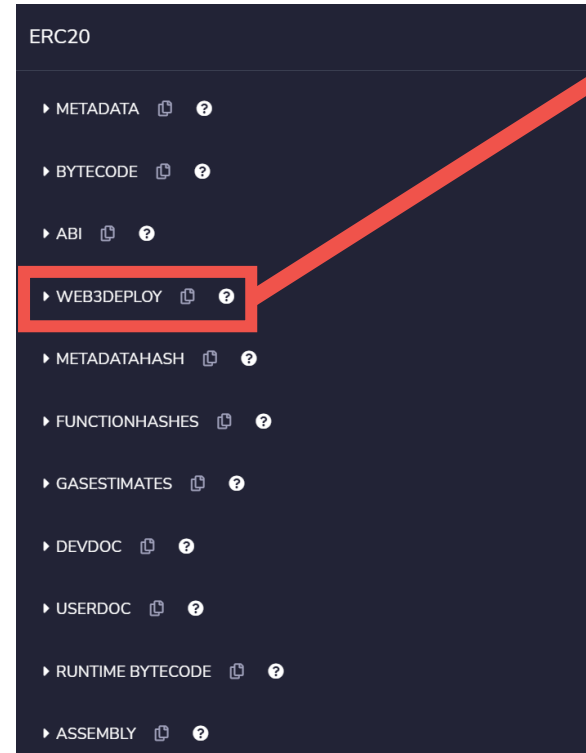 ERC20
METADATA
BYTECODE
ABI
WEB3DEPLOY
METADATAHASH
FUNCTIONHASHES
GASESTIMATES
DEVDOC
USERDOC
RUNTIME BYTECODE
ASSEMBLY